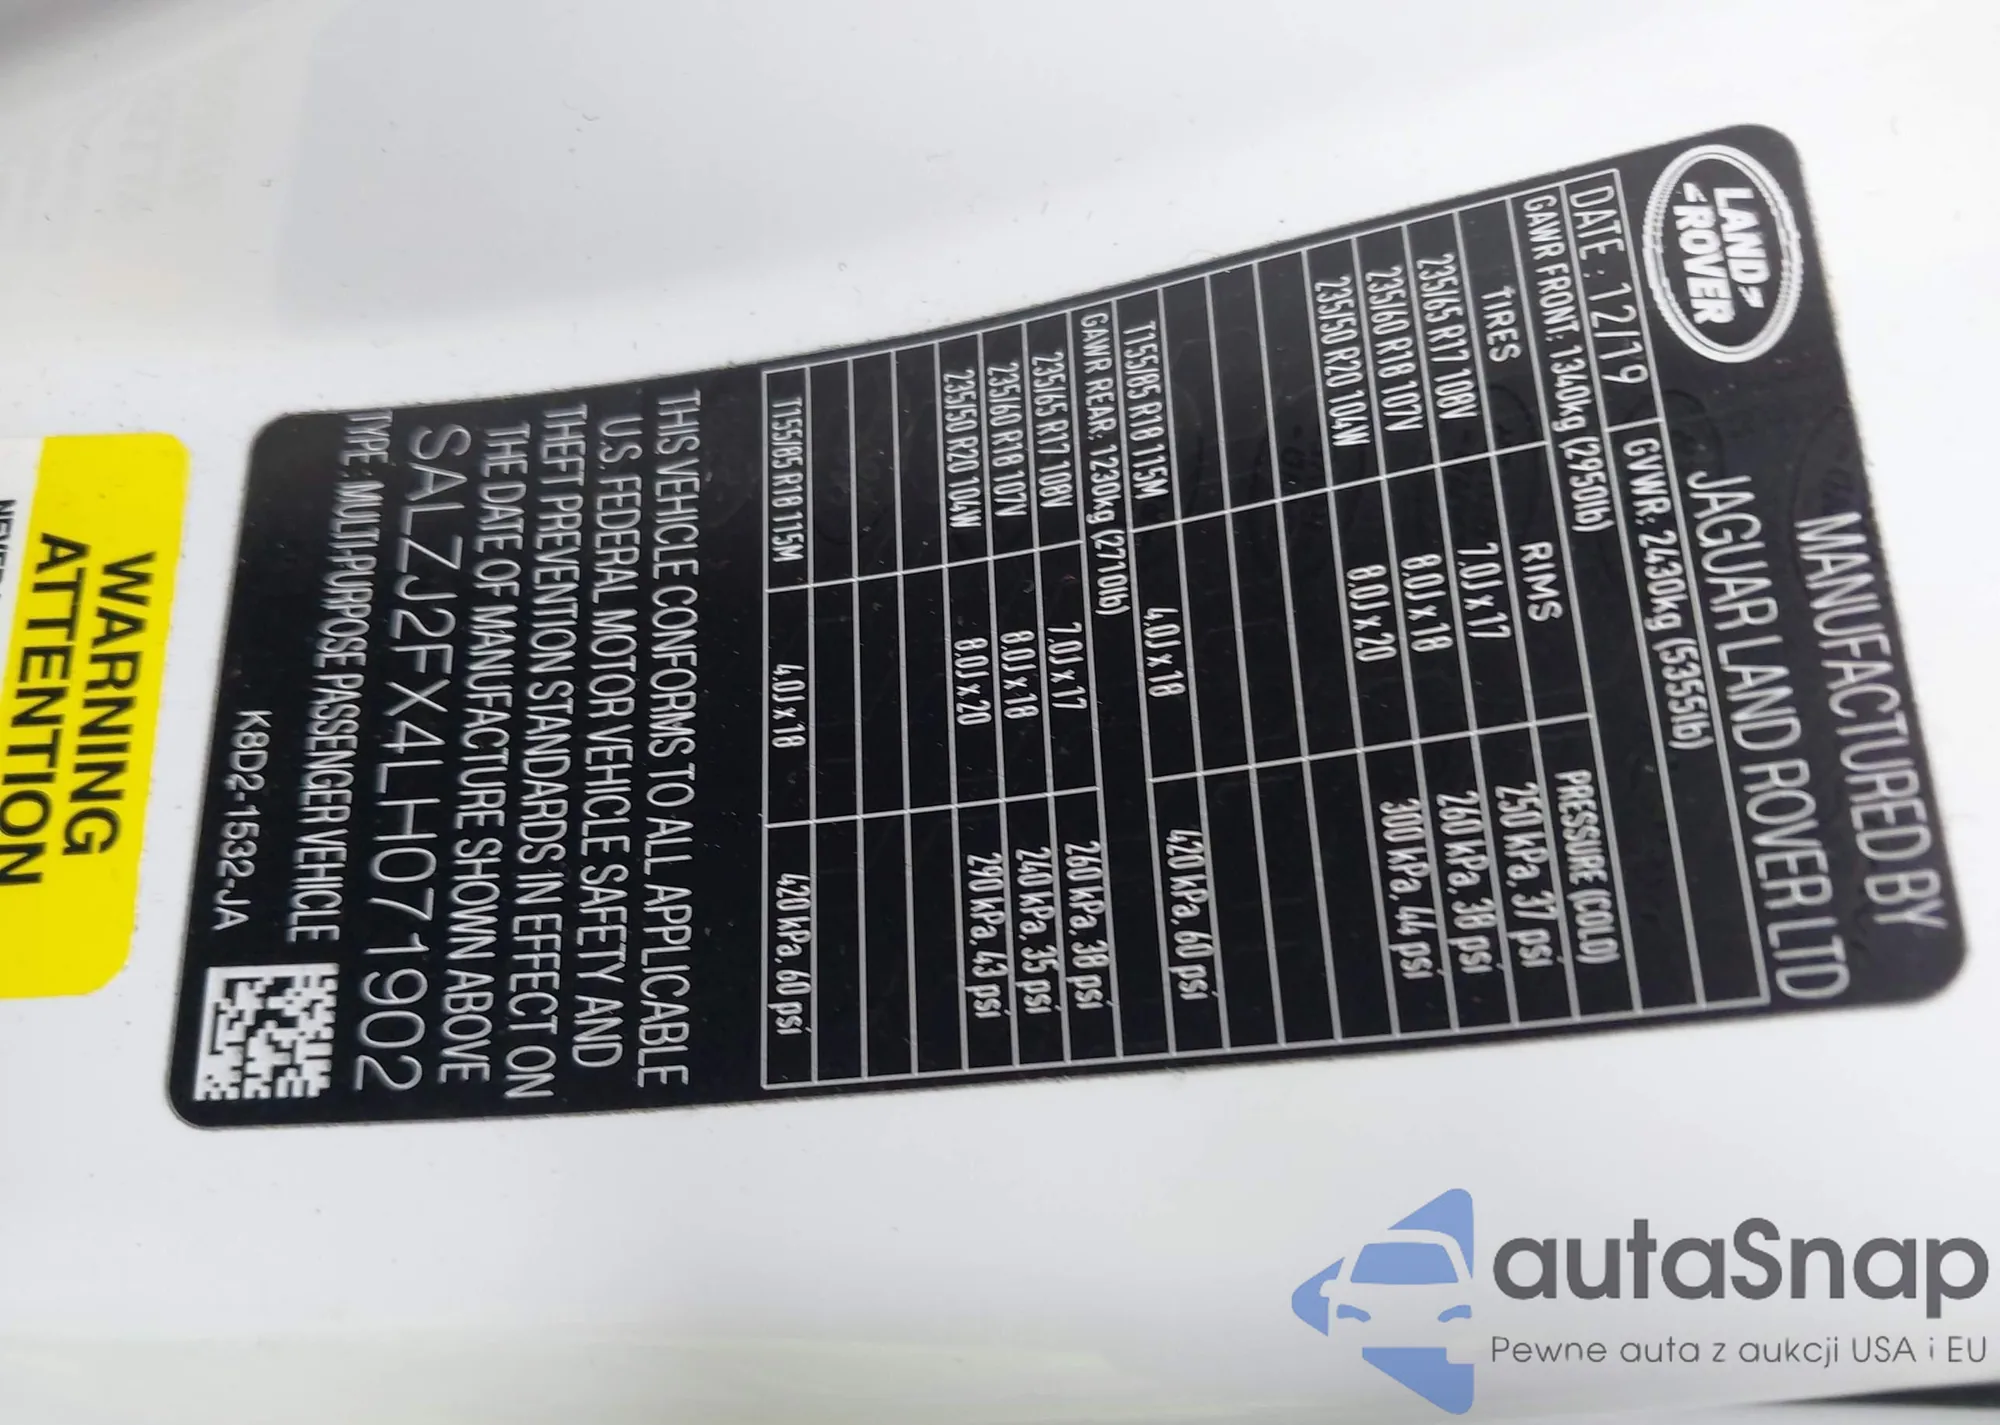 LAND
ROVER
MANUFACTURED BY
JAGUAR LAND ROVER LTD
DATE : 12/19 GVWR: 2430kg (5355lb)
GAWR FRONT: 1340kg (2950lb)
TIRES RIMS PRESSURE (COLD)
235/65 R17 108V 7.0J x 17 250 kPa, 37 psi
235/60 R18 107V 8.0J x 18 260 kPa, 38 psi
235/50 R20 104W 8.0J x 20 300 kPa, 44 psi
T155/85 R18 115M 4.0J x 18 420 kPa, 60 psi
GAWR REAR: 1230kg (2710lb)
235/65 R17 108V 7.0J x 17 260 kPa, 38 psi
235/60 R18 107V 8.0J x 18 240 kPa, 35 psi
235/50 R20 104W 8.0J x 20 290 kPa, 43 psi
T155/85 R18 115M 4.0J x 18 420 kPa, 60 psi
THIS VEHICLE CONFORMS TO ALL APPLICABLE
U.S. FEDERAL MOTOR VEHICLE SAFETY AND
THEFT PREVENTION STANDARDS IN EFFECT ON
THE DATE OF MANUFACTURE SHOWN ABOVE
SALZJ2FX4LH071902
TYPE: MULTI-PURPOSE PASSENGER VEHICLE
K8D2-1532-JA
WARNING
ATTENTION
autaSnap
Pewne auta z aukcji USA i EU